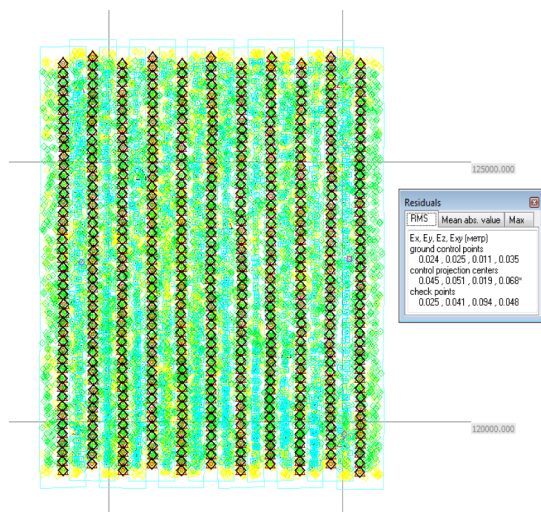 125000.000
Residuals
RMS Mean abs. value Max
Ex, Ey, Ez, Exy (метр)
ground control points
0.024 , 0.025 , 0.011 , 0.035
control projection centers
0.045 , 0.051 , 0.019 , 0.068*
check points
0.025 , 0.041 , 0.094 , 0.048
120000.000